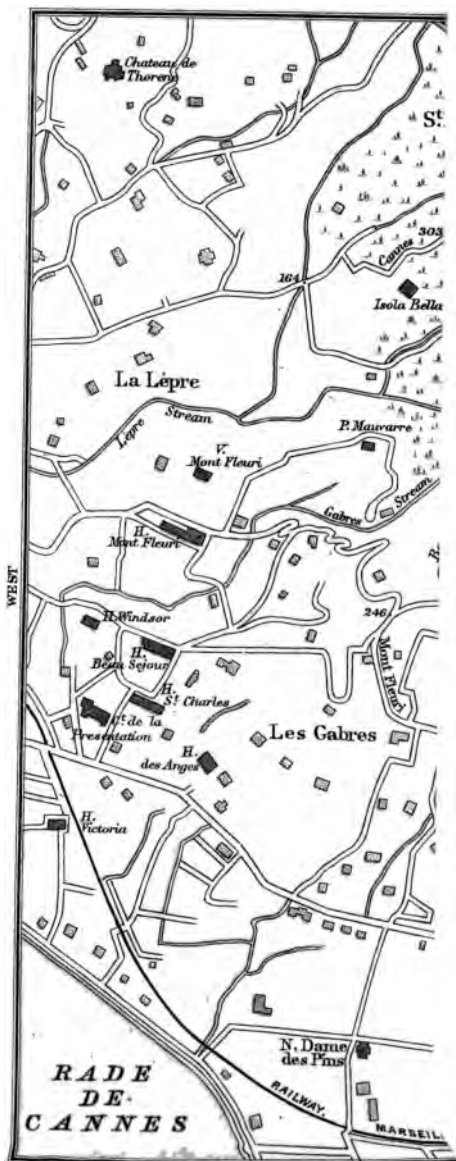 Chateau de
Thorenc
St.
303
Cannes
164
Isola Bella
La Lèpre
Lèpre
Stream
V.
Mont Fleuri
P. Mauvarre
Gabres
Stream
H.
Mont Fleuri
WEST
R.
246
H. Windsor
H.
Beau Sejour
Mont Fleuri
H.
St. Charles
Ct. de la
Presentation
Les Gabres
H.
des Anges
H.
Victoria
N. Dame
des Pins
RADE
DE
CANNES
RAILWAY.
MARSEIL.